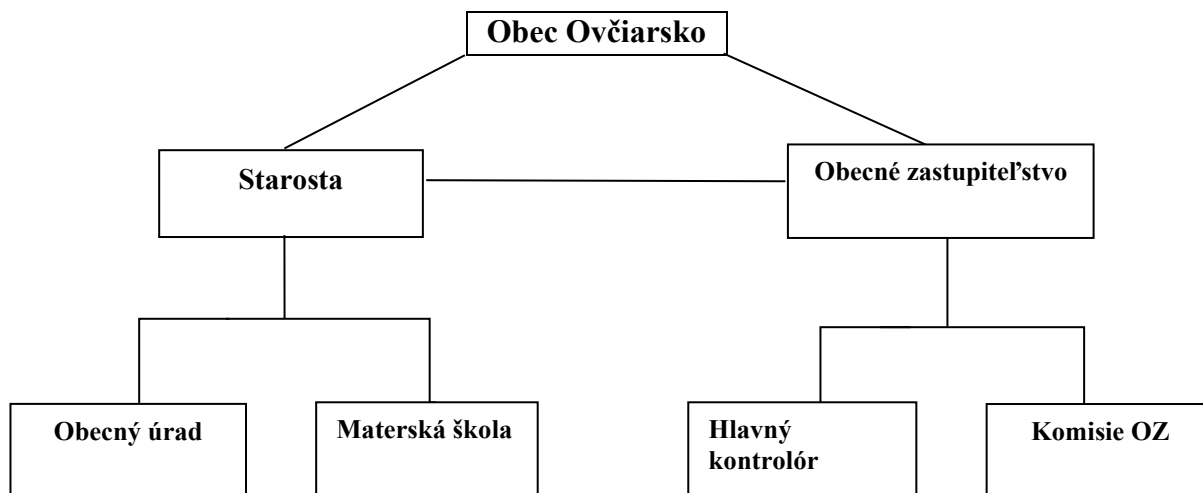 Obec Ovčiarsko
Starosta
Obecné zastupiteľstvo
Obecný úrad
Materská škola
Hlavný
kontrolór
Komisie OZ